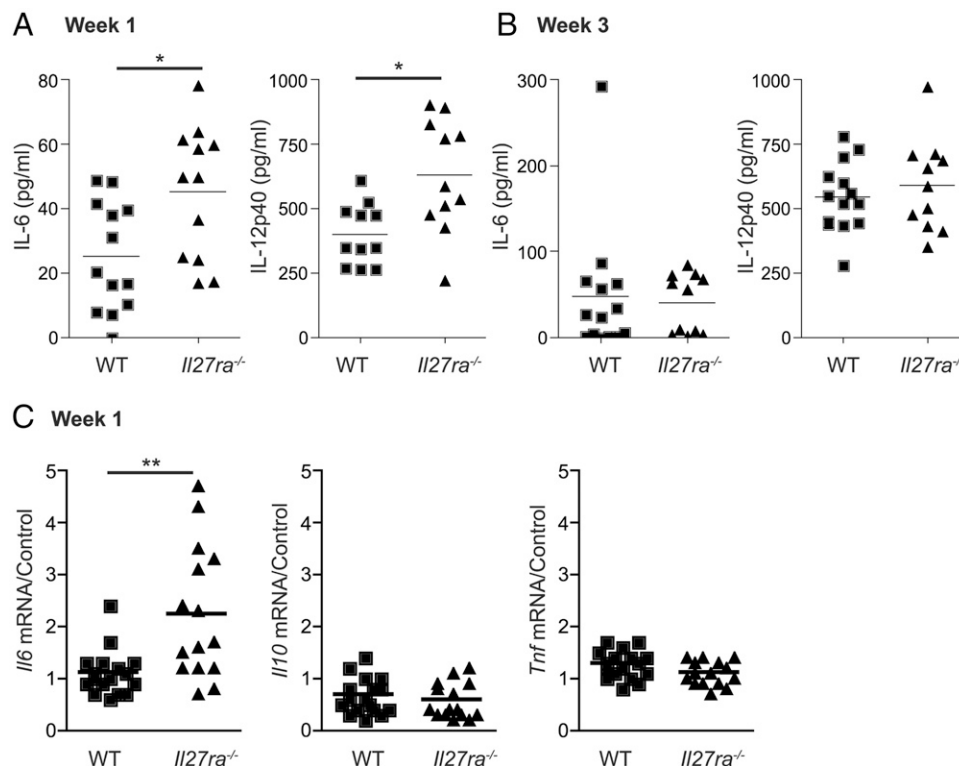 A Week 1
*
IL-6 (pg/ml)
80
60
40
20
0
WT Il27ra-/-
*
IL-12p40 (pg/ml)
1000
750
500
250
0
WT Il27ra-/-
B Week 3
IL-6 (pg/ml)
300
200
100
0
WT Il27ra-/-
IL-12p40 (pg/ml)
1000
750
500
250
0
WT Il27ra-/-
C Week 1
**
Il6 mRNA/Control
5
4
3
2
1
0
WT Il27ra-/-
Il10 mRNA/Control
5
4
3
2
1
0
WT Il27ra-/-
Tnf mRNA/Control
5
4
3
2
1
0
WT Il27ra-/-